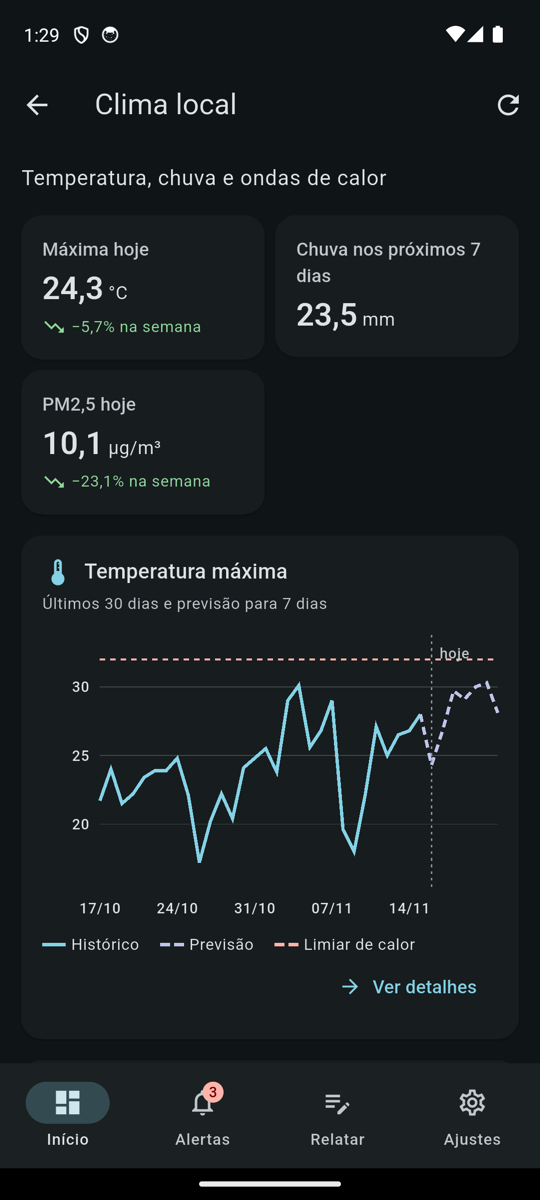 1:29
Clima local
Temperatura, chuva e ondas de calor
Máxima hoje
24,3 °C
−5,7% na semana
Chuva nos próximos 7
dias
23,5 mm
PM2,5 hoje
10,1 µg/m³
−23,1% na semana
Temperatura máxima
Últimos 30 dias e previsão para 7 dias
hoje
30
25
20
17/10 24/10 31/10 07/11 14/11
Histórico Previsão Limiar de calor
Ver detalhes
3
Início Alertas Relatar Ajustes